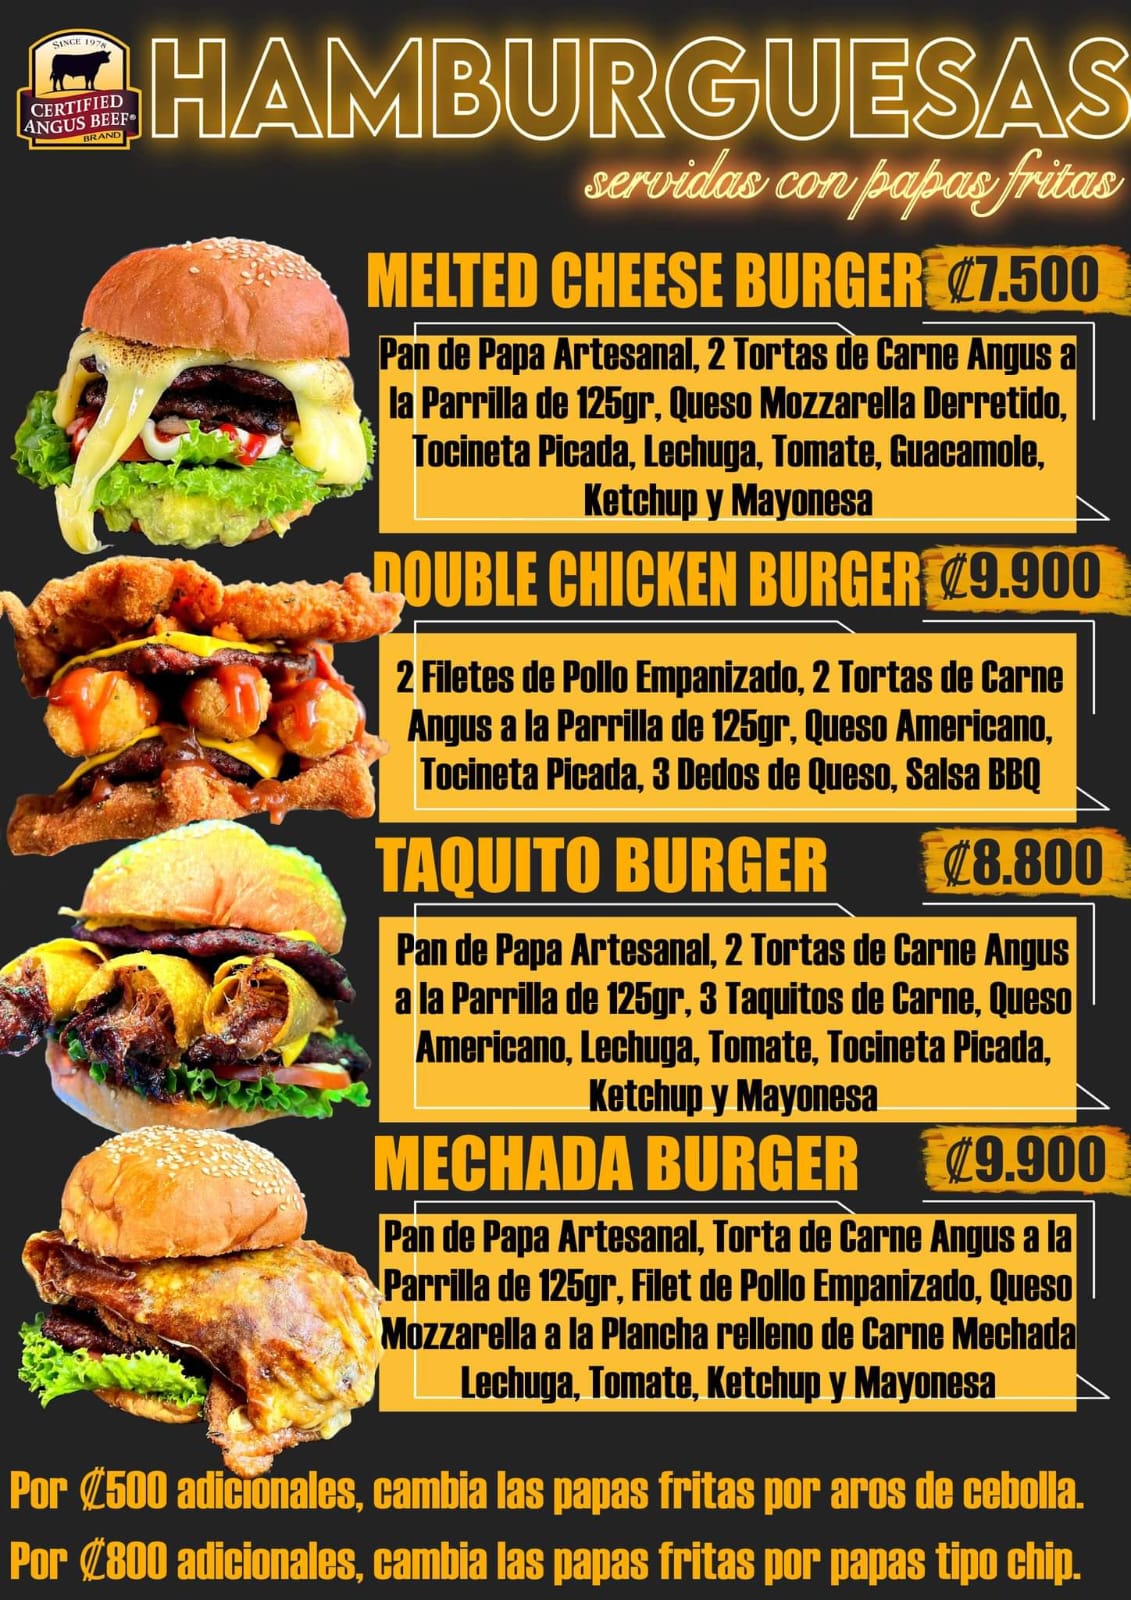 SINCE 1978
CERTIFIED
ANGUS BEEF®
BRAND
HAMBURGUESAS
servidas con papas fritas
MELTED CHEESE BURGER ₡7.500
Pan de Papa Artesanal, 2 Tortas de Carne Angus a
la Parrilla de 125gr, Queso Mozzarella Derretido,
Tocineta Picada, Lechuga, Tomate, Guacamole,
Ketchup y Mayonesa
DOUBLE CHICKEN BURGER ₡9.900
2 Filetes de Pollo Empanizado, 2 Tortas de Carne
Angus a la Parrilla de 125gr, Queso Americano,
Tocineta Picada, 3 Dedos de Queso, Salsa BBQ
TAQUITO BURGER ₡8.800
Pan de Papa Artesanal, 2 Tortas de Carne Angus
a la Parrilla de 125gr, 3 Taquitos de Carne, Queso
Americano, Lechuga, Tomate, Tocineta Picada,
Ketchup y Mayonesa
MECHADA BURGER ₡9.900
Pan de Papa Artesanal, Torta de Carne Angus a la
Parrilla de 125gr, Filet de Pollo Empanizado, Queso
Mozzarella a la Plancha relleno de Carne Mechada
Lechuga, Tomate, Ketchup y Mayonesa
Por ₡500 adicionales, cambia las papas fritas por aros de cebolla.
Por ₡800 adicionales, cambia las papas fritas por papas tipo chip.